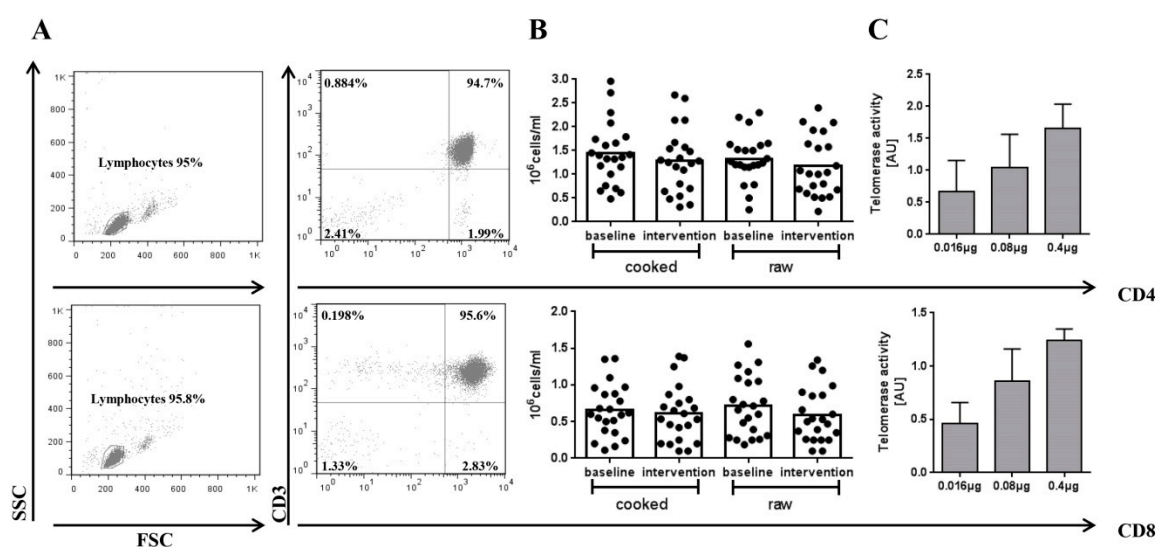 A
B
C
SSC
1K
800
600
400
200
0
Lymphocytes 95%
0 200 400 600 800 1K
CD3
10^4
10^3
10^2
10^1
10^0
0.884% 94.7%
2.41% 1.99%
10^0 10^1 10^2 10^3 10^4
10^6cells/ml
3.0
2.5
2.0
1.5
1.0
0.5
0.0
baseline intervention baseline intervention
cooked raw
Telomerase activity
[AU]
2.5
2.0
1.5
1.0
0.5
0.0
0.016µg 0.08µg 0.4µg
CD4
1K
800
600
400
200
0
Lymphocytes 95.8%
0 200 400 600 800 1K
FSC
10^4
10^3
10^2
10^1
10^0
0.198% 95.6%
1.33% 2.83%
10^0 10^1 10^2 10^3 10^4
10^6cells/ml
2.0
1.5
1.0
0.5
0.0
baseline intervention baseline intervention
cooked raw
Telomerase activity
[AU]
1.5
1.0
0.5
0.0
0.016µg 0.08µg 0.4µg
CD8